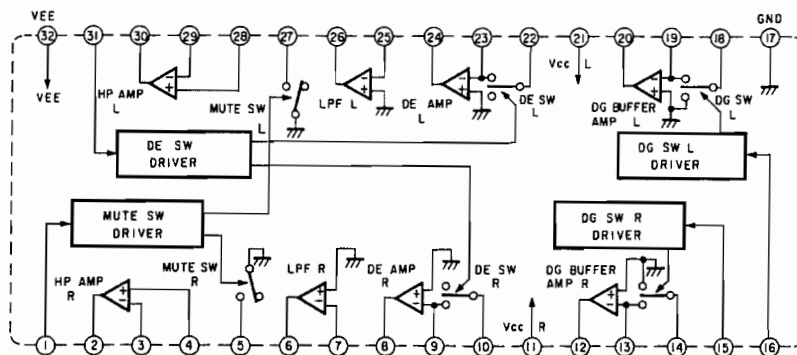 VEE GND
32 31 30 29 28 27 26 25 24 23 22 21 20 19 18 17
VEE
HP AMP
L
MUTE SW
L
LPF L
DE AMP
L
DE SW
L
Vcc L
DG BUFFER
AMP L
DG SW
L
- + - + - + - +
DE SW
DRIVER
DG SW L
DRIVER
MUTE SW
DRIVER
DG SW R
DRIVER
HP AMP
R
MUTE SW
R
LPF R
DE AMP
R
DE SW
R
Vcc R
DG BUFFER
AMP R
+ - + - + - + -
1 2 3 4 5 6 7 8 9 10 11 12 13 14 15 16